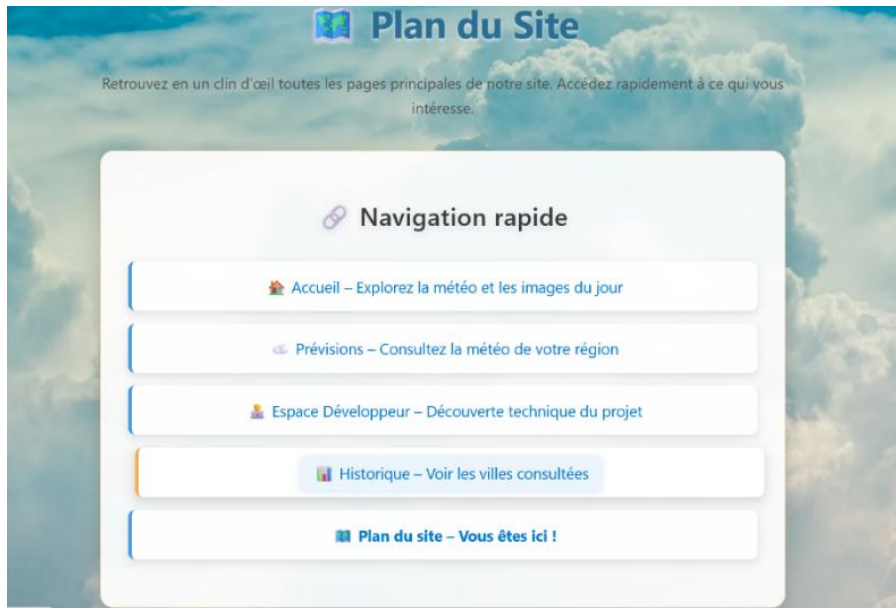 Plan du Site
Retrouvez en un clin d'œil toutes les pages principales de notre site. Accédez rapidement à ce qui vous
intéresse.
Navigation rapide
Accueil – Explorez la météo et les images du jour
Prévisions – Consultez la météo de votre région
Espace Développeur – Découverte technique du projet
Historique – Voir les villes consultées
Plan du site – Vous êtes ici !